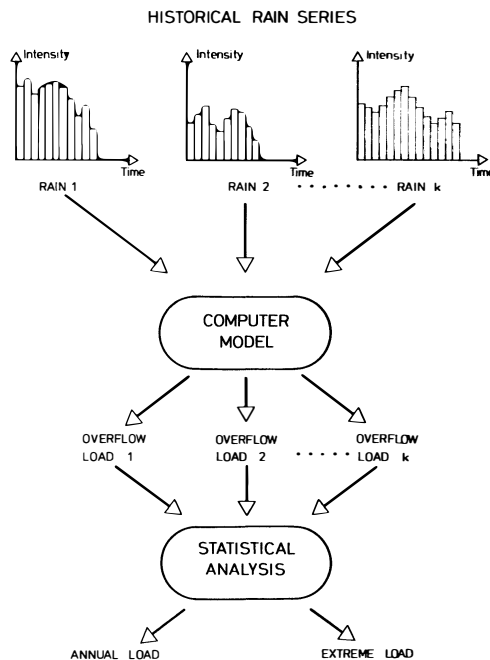 HISTORICAL RAIN SERIES
Intensity
Intensity
Intensity
Time
Time
Time
RAIN 1
RAIN 2 ........ RAIN k
COMPUTER
MODEL
OVERFLOW
LOAD 1
OVERFLOW
LOAD 2 ......
OVERFLOW
LOAD k
STATISTICAL
ANALYSIS
ANNUAL LOAD
EXTREME LOAD